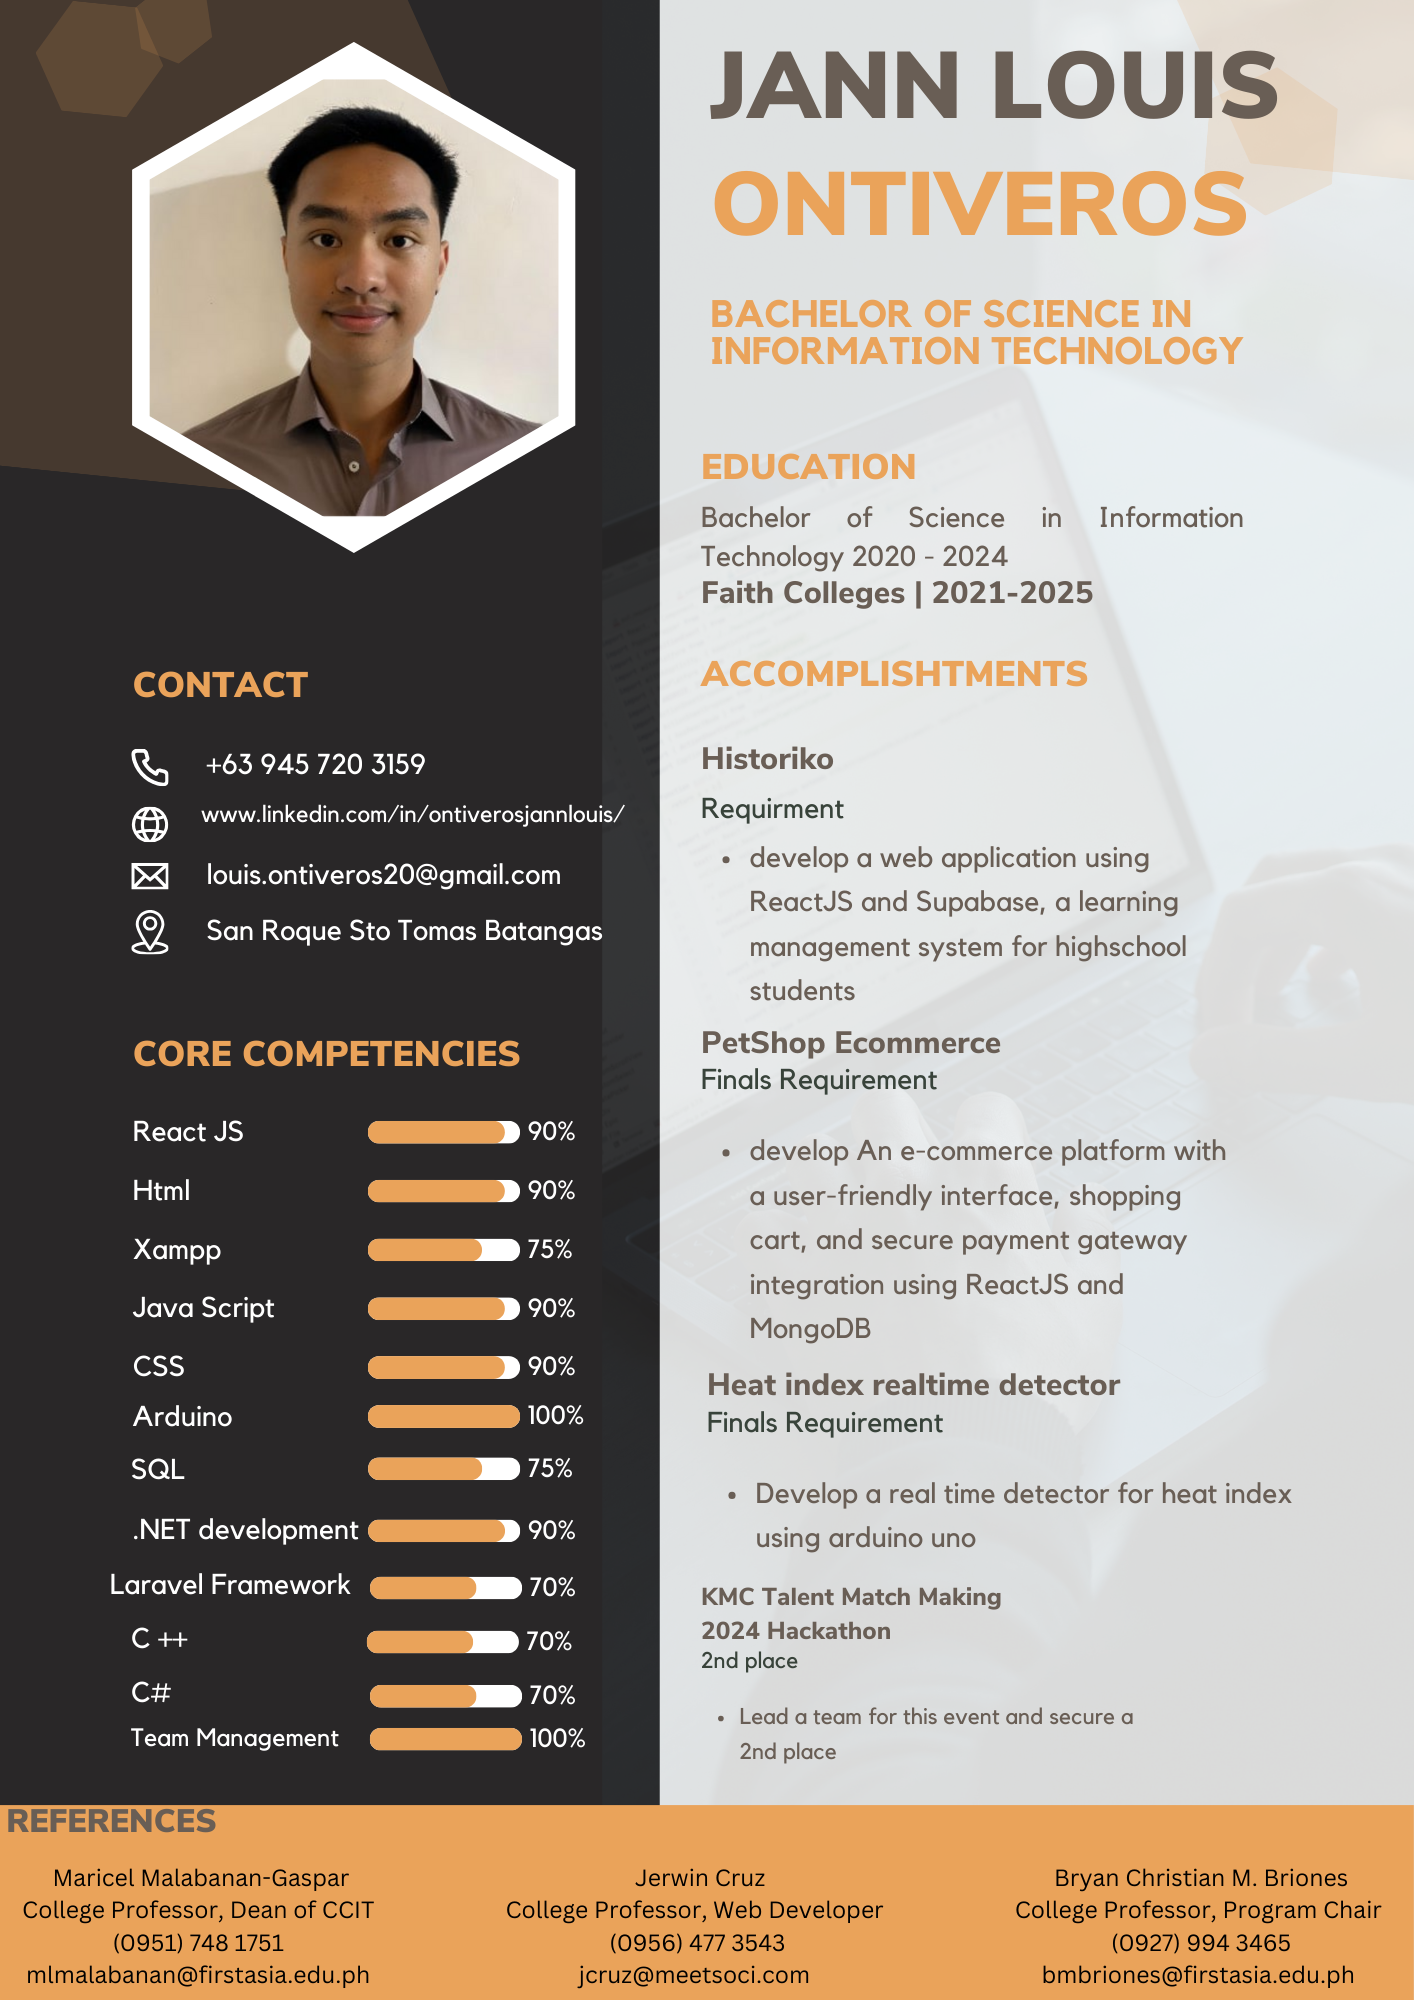 JANN LOUIS
ONTIVEROS
BACHELOR OF SCIENCE IN
INFORMATION TECHNOLOGY
EDUCATION
Bachelor of Science in Information
Technology 2020 - 2024
Faith Colleges | 2021-2025
ACCOMPLISHTMENTS
Historiko
Requirment
• develop a web application using
ReactJS and Supabase, a learning
management system for highschool
students
PetShop Ecommerce
Finals Requirement
• develop An e-commerce platform with
a user-friendly interface, shopping
cart, and secure payment gateway
integration using ReactJS and
MongoDB
Heat index realtime detector
Finals Requirement
• Develop a real time detector for heat index
using arduino uno
KMC Talent Match Making
2024 Hackathon
2nd place
• Lead a team for this event and secure a
2nd place
CONTACT
+63 945 720 3159
www.linkedin.com/in/ontiverosjannlouis/
louis.ontiveros20@gmail.com
San Roque Sto Tomas Batangas
CORE COMPETENCIES
React JS 90%
Html 90%
Xampp 75%
Java Script 90%
CSS 90%
Arduino 100%
SQL 75%
.NET development 90%
Laravel Framework 70%
C ++ 70%
C# 70%
Team Management 100%
REFERENCES
Maricel Malabanan-Gaspar
College Professor, Dean of CCIT
(0951) 748 1751
mlmalabanan@firstasia.edu.ph
Jerwin Cruz
College Professor, Web Developer
(0956) 477 3543
jcruz@meetsoci.com
Bryan Christian M. Briones
College Professor, Program Chair
(0927) 994 3465
bmbriones@firstasia.edu.ph